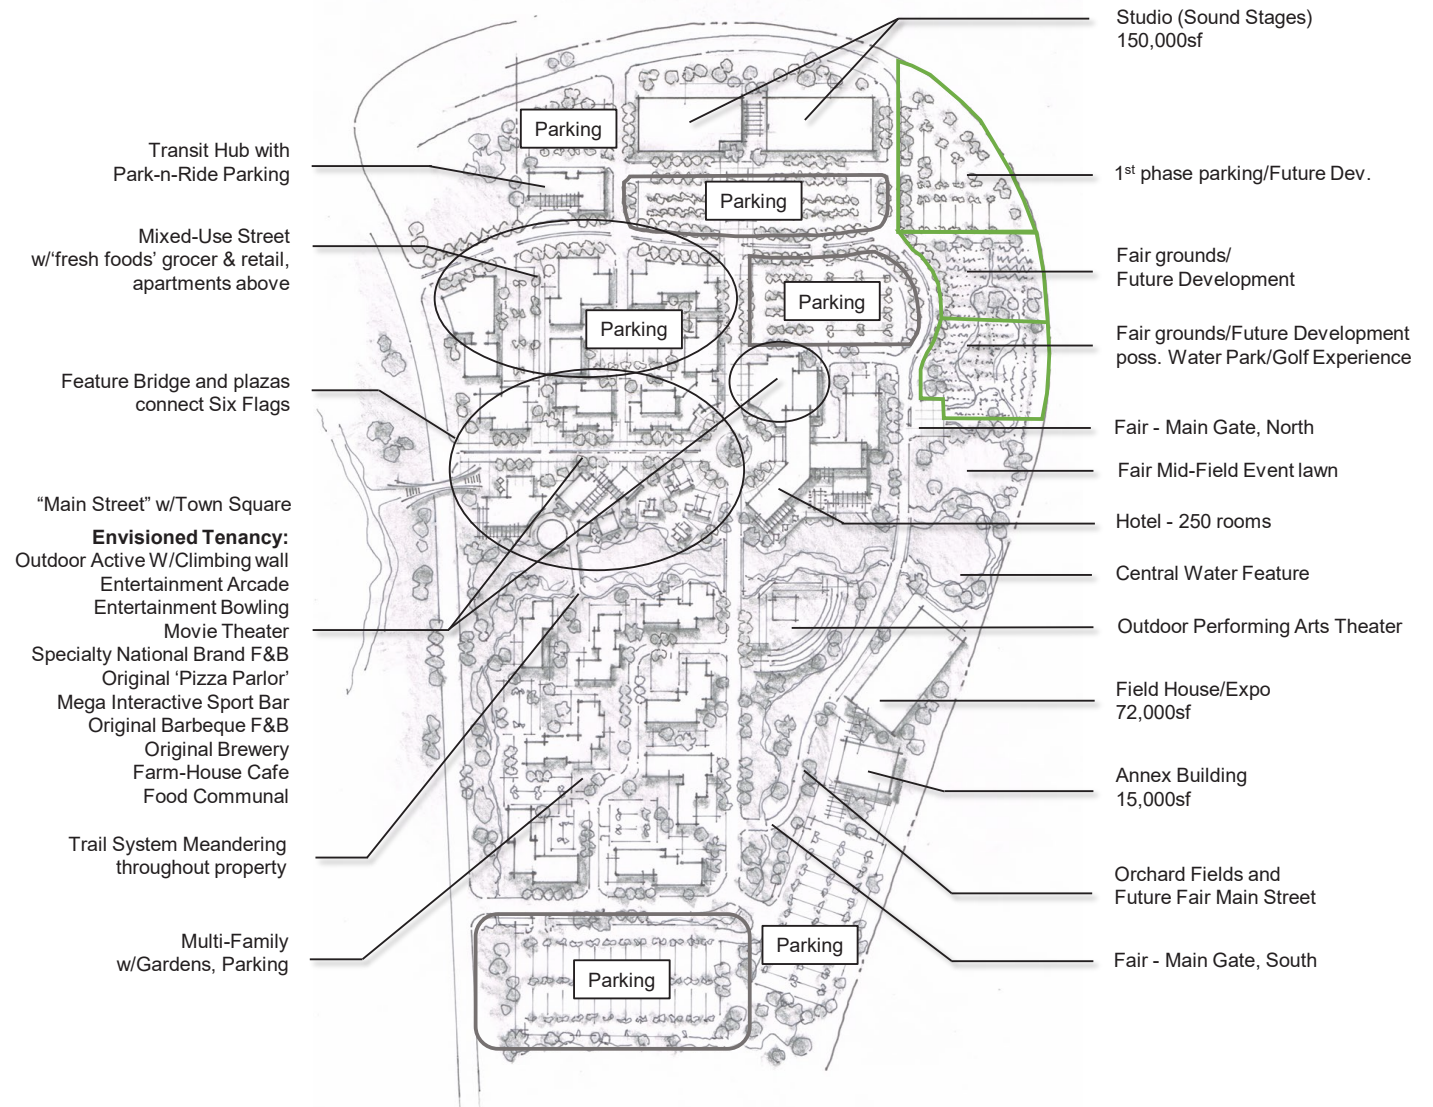 Studio (Sound Stages)
150,000sf
Parking
Transit Hub with
Park-n-Ride Parking
1st phase parking/Future Dev.
Parking
Mixed-Use Street
w/‘fresh foods’ grocer & retail,
apartments above
Fair grounds/
Future Development
Parking
Parking
Fair grounds/Future Development
poss. Water Park/Golf Experience
Feature Bridge and plazas
connect Six Flags
Fair - Main Gate, North
Fair Mid-Field Event lawn
“Main Street” w/Town Square
Envisioned Tenancy:
Outdoor Active W/Climbing wall
Entertainment Arcade
Entertainment Bowling
Movie Theater
Specialty National Brand F&B
Original ‘Pizza Parlor’
Mega Interactive Sport Bar
Original Barbeque F&B
Original Brewery
Farm-House Cafe
Food Communal
Hotel - 250 rooms
Central Water Feature
Outdoor Performing Arts Theater
Field House/Expo
72,000sf
Annex Building
15,000sf
Trail System Meandering
throughout property
Orchard Fields and
Future Fair Main Street
Multi-Family
w/Gardens, Parking
Parking
Parking
Fair - Main Gate, South